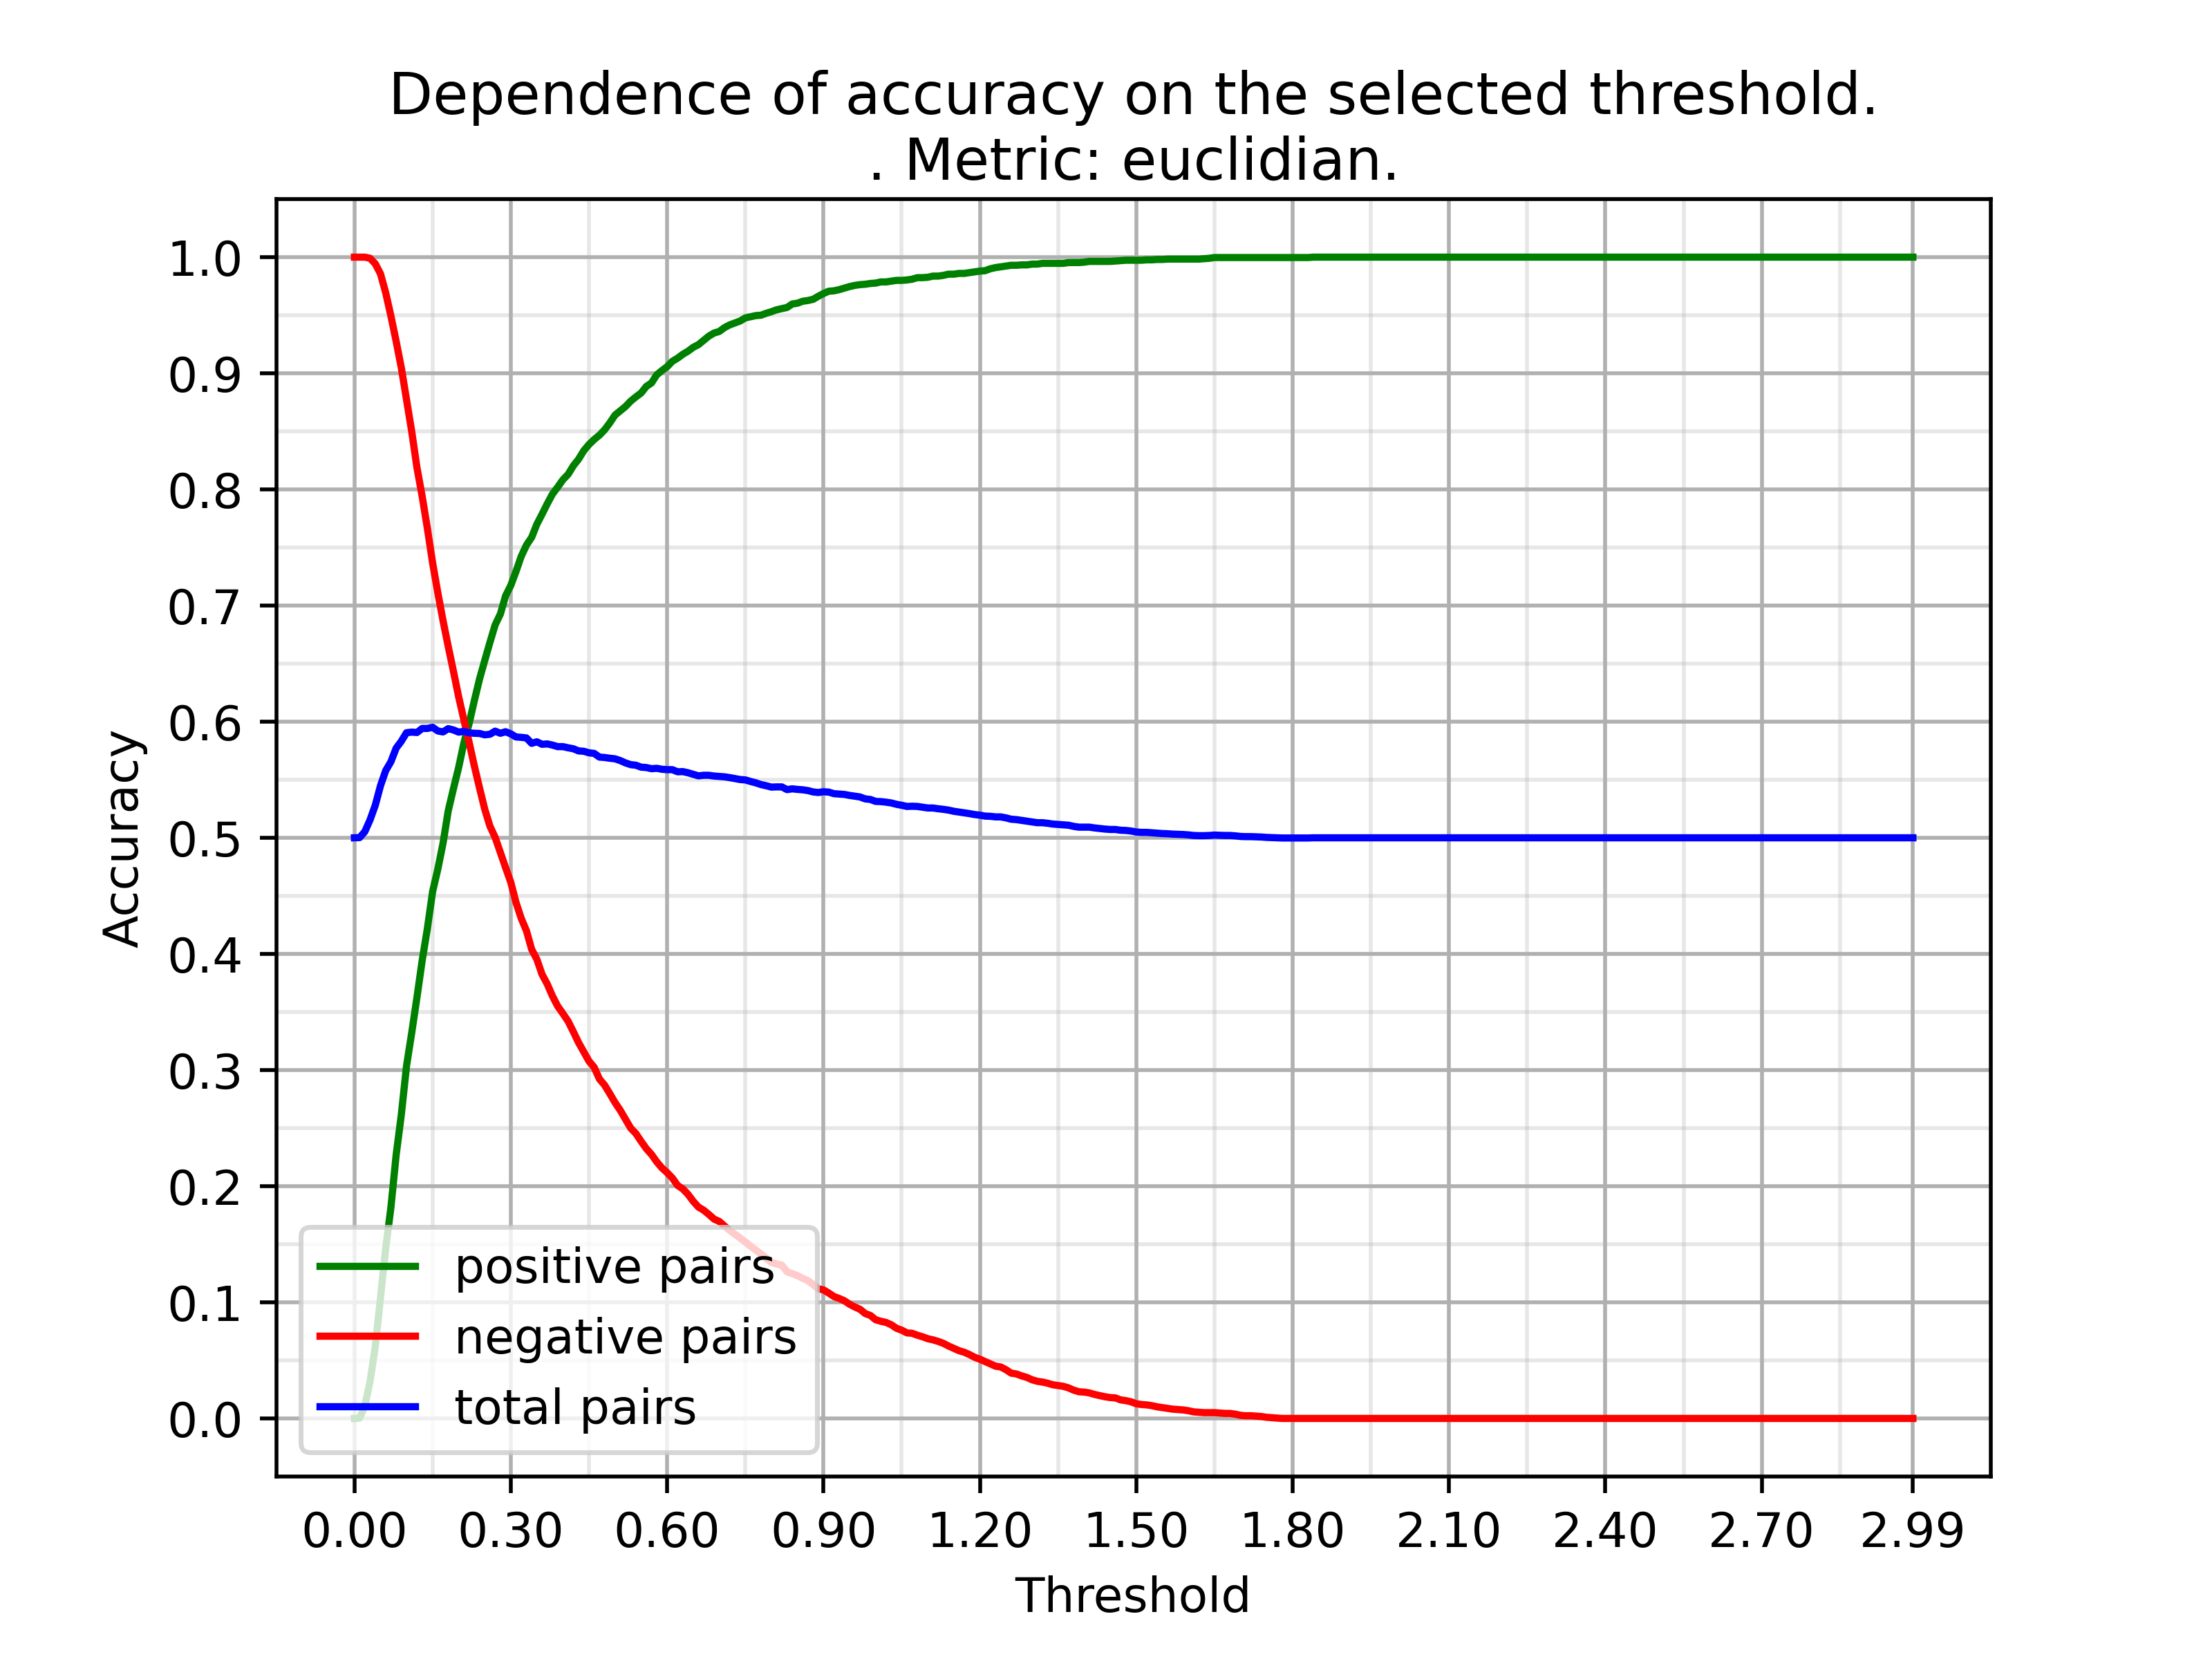 Dependence of accuracy on the selected threshold.
. Metric: euclidian.
1.0
0.9
0.8
0.7
0.6
0.5
0.4
0.3
0.2
0.1
0.0
Accuracy
positive pairs
negative pairs
total pairs
0.00 0.30 0.60 0.90 1.20 1.50 1.80 2.10 2.40 2.70 2.99
Threshold